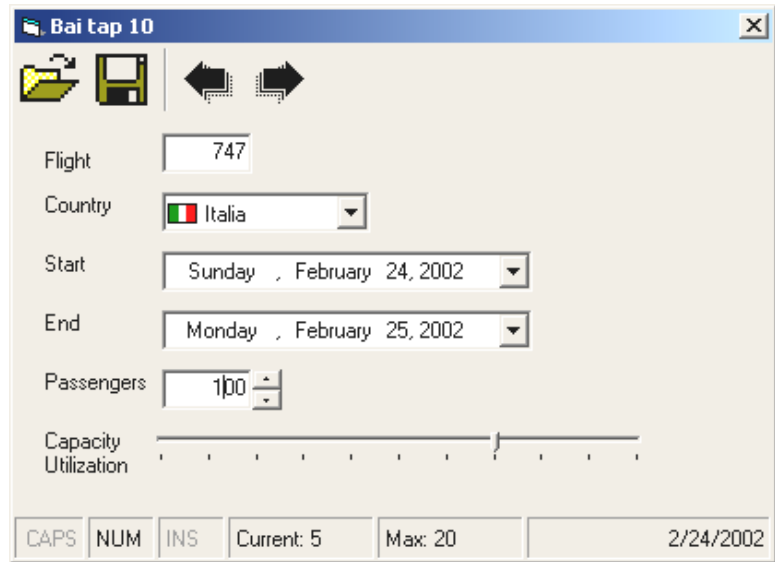 Bai tap 10
Flight 747
Country Italia
Start Sunday , February 24, 2002
End Monday , February 25, 2002
Passengers 100
Capacity
Utilization
CAPS NUM INS Current: 5 Max: 20 2/24/2002